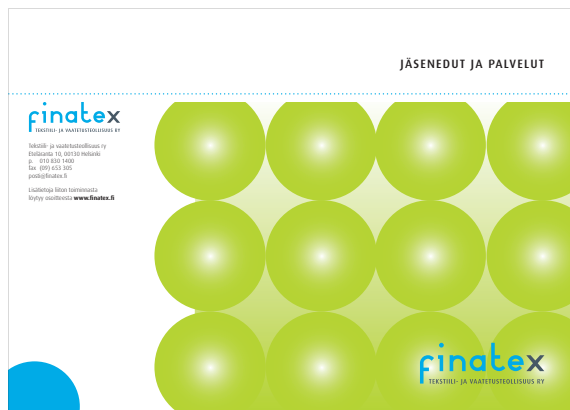 JÄSENEDUT JA PALVELUT
finatex
TEKSTIILI- JA VAATETUSTEOLLISUUS RY
Tekstiili- ja vaatetusteollisuus ry
Eteläranta 10, 00130 Helsinki
p. 010 830 1400
fax (09) 653 305
posti@finatex.fi
Lisätietoja liiton toiminnasta
löytyy osoitteesta www.finatex.fi
finatex
TEKSTIILI- JA VAATETUSTEOLLISUUS RY